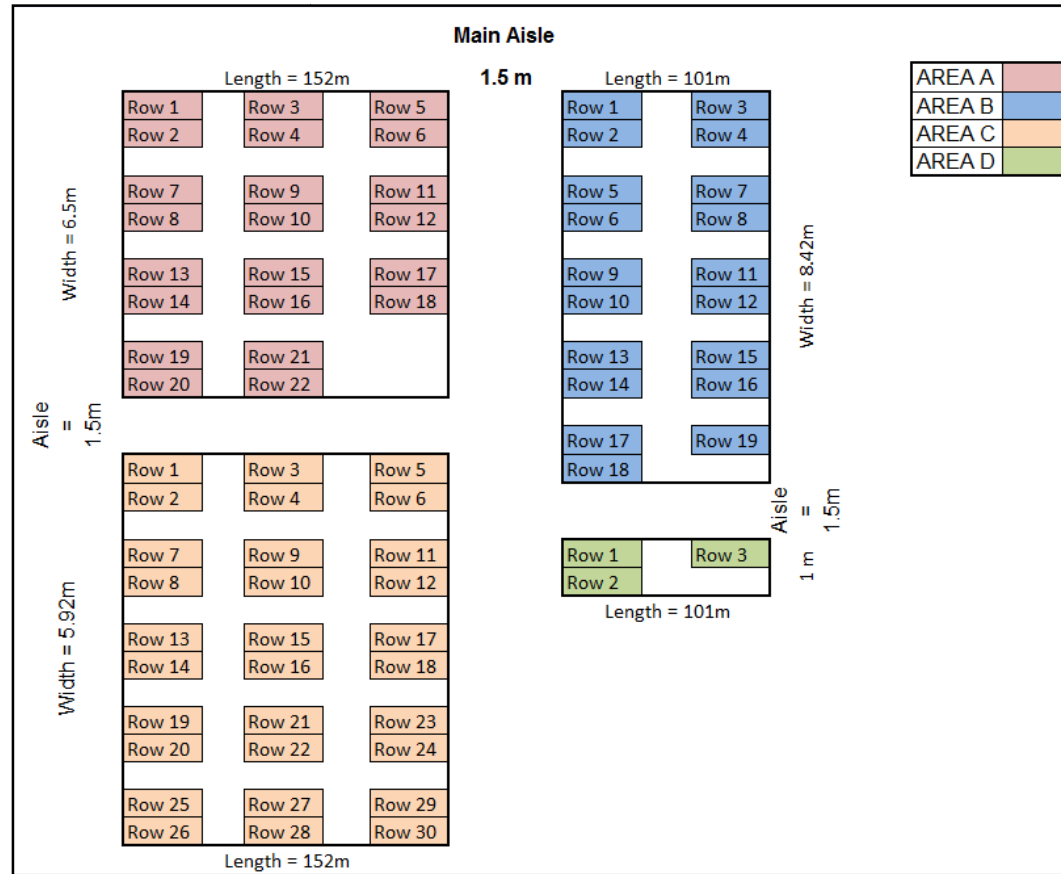 Main Aisle
Length = 152m
1.5 m
Length = 101m
AREA A
AREA B
AREA C
AREA D
Row 1 Row 3 Row 5
Row 2 Row 4 Row 6
Row 7 Row 9 Row 11
Row 8 Row 10 Row 12
Row 13 Row 15 Row 17
Row 14 Row 16 Row 18
Row 19 Row 21
Row 20 Row 22
Width = 6.5m
Row 1 Row 3
Row 2 Row 4
Row 5 Row 7
Row 6 Row 8
Row 9 Row 11
Row 10 Row 12
Row 13 Row 15
Row 14 Row 16
Row 17 Row 19
Row 18
Width = 8.42m
Aisle
=
1.5m
Row 1 Row 3 Row 5
Row 2 Row 4 Row 6
Row 7 Row 9 Row 11
Row 8 Row 10 Row 12
Row 13 Row 15 Row 17
Row 14 Row 16 Row 18
Row 19 Row 21 Row 23
Row 20 Row 22 Row 24
Row 25 Row 27 Row 29
Row 26 Row 28 Row 30
Width = 5.92m
Length = 152m
Aisle
=
1.5m
Row 1 Row 3
Row 2
1 m
Length = 101m